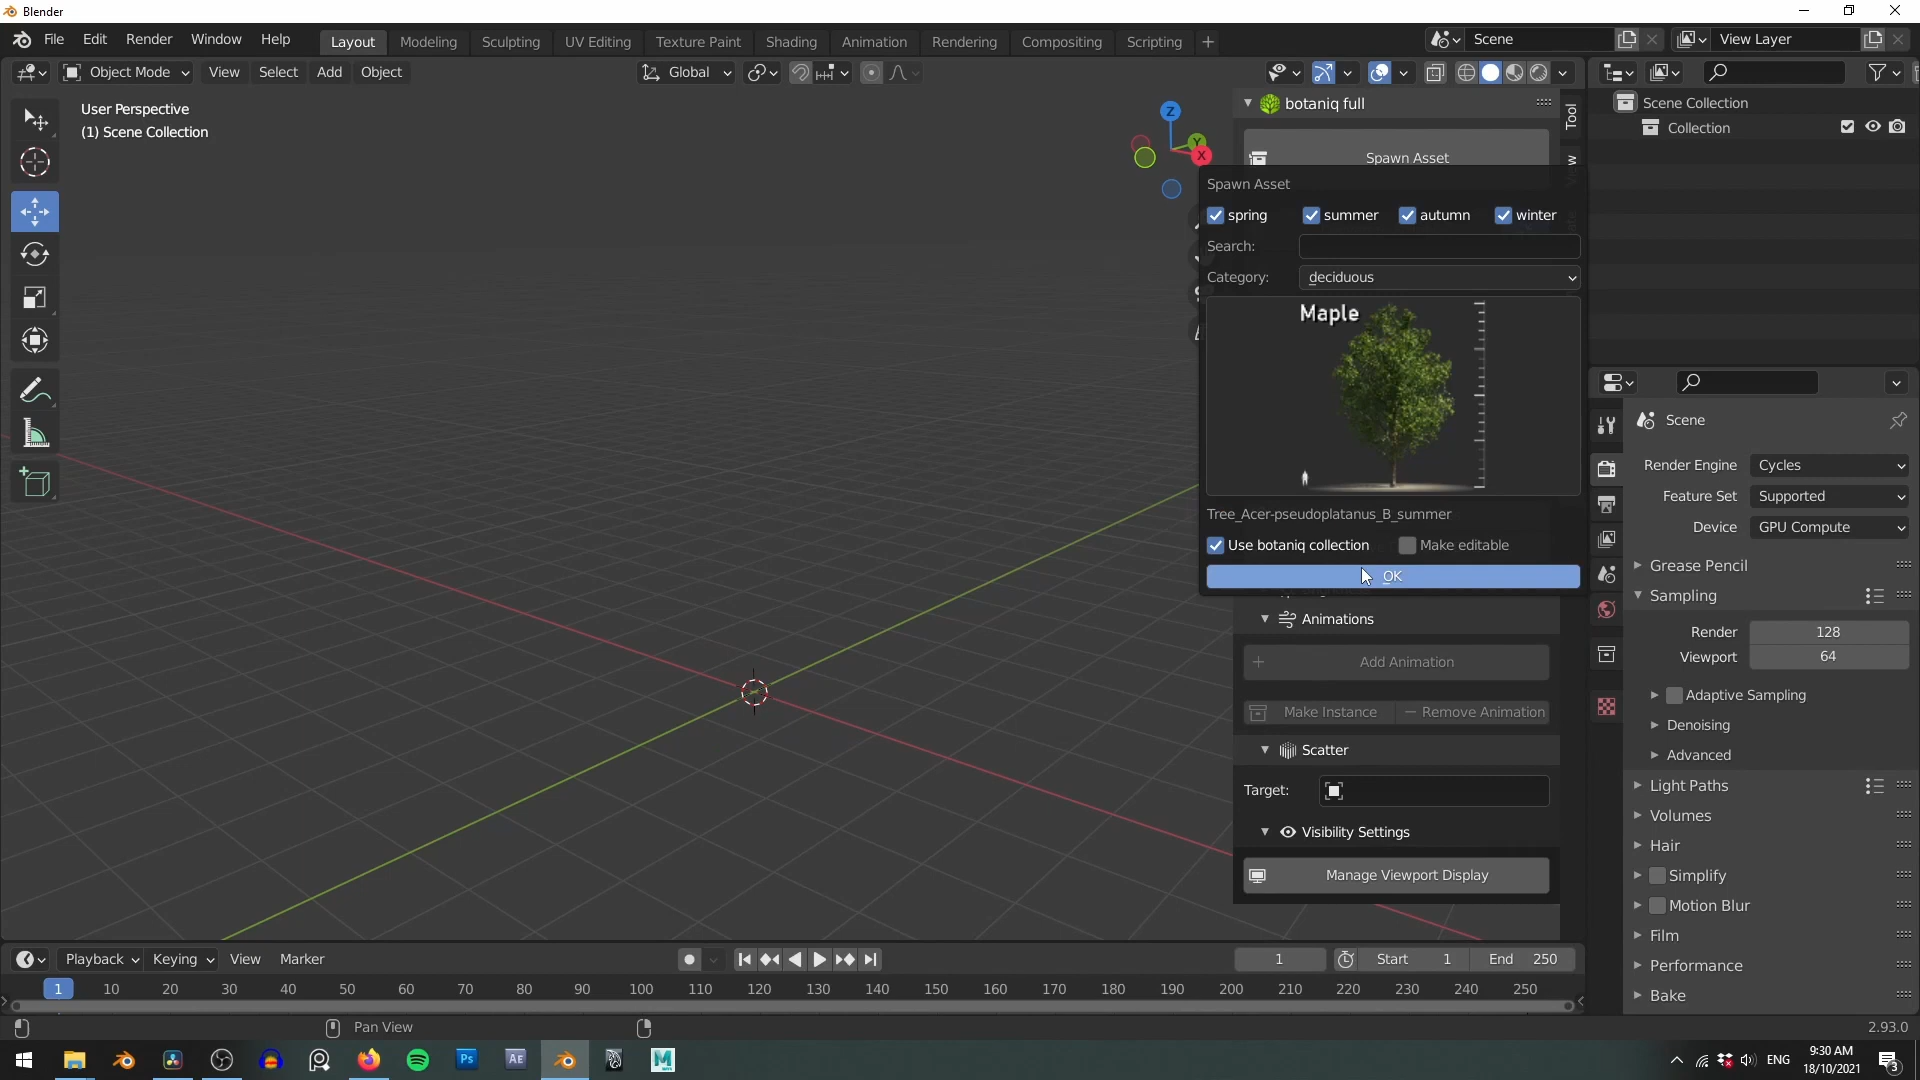 Blender
File Edit Render Window Help Layout Modeling Sculpting UV Editing Texture Paint Shading Animation Rendering Compositing Scripting + Scene View Layer
Object Mode View Select Add Object Global
User Perspective
(1) Scene Collection
Z
Y
X
botaniq full
Spawn Asset
Tool
Spawn Asset
spring summer autumn winter
Search:
Category: deciduous
Maple
Tree_Acer-pseudoplatanus_B_summer
Use botaniq collection Make editable
OK
Animations
+ Add Animation
Make Instance — Remove Animation
Scatter
Target:
Visibility Settings
Manage Viewport Display
Scene Collection
Collection
Scene
Render Engine Cycles
Feature Set Supported
Device GPU Compute
Grease Pencil
Sampling
Render 128
Viewport 64
Adaptive Sampling
Denoising
Advanced
Light Paths
Volumes
Hair
Simplify
Motion Blur
Film
Performance
Bake
Playback Keying View Marker 1 Start 1 End 250
1 10 20 30 40 50 60 70 80 90 100 110 120 130 140 150 160 170 180 190 200 210 220 230 240 250
Pan View 2.93.0
Ps Ae M ENG 9:30 AM
18/10/2021 3